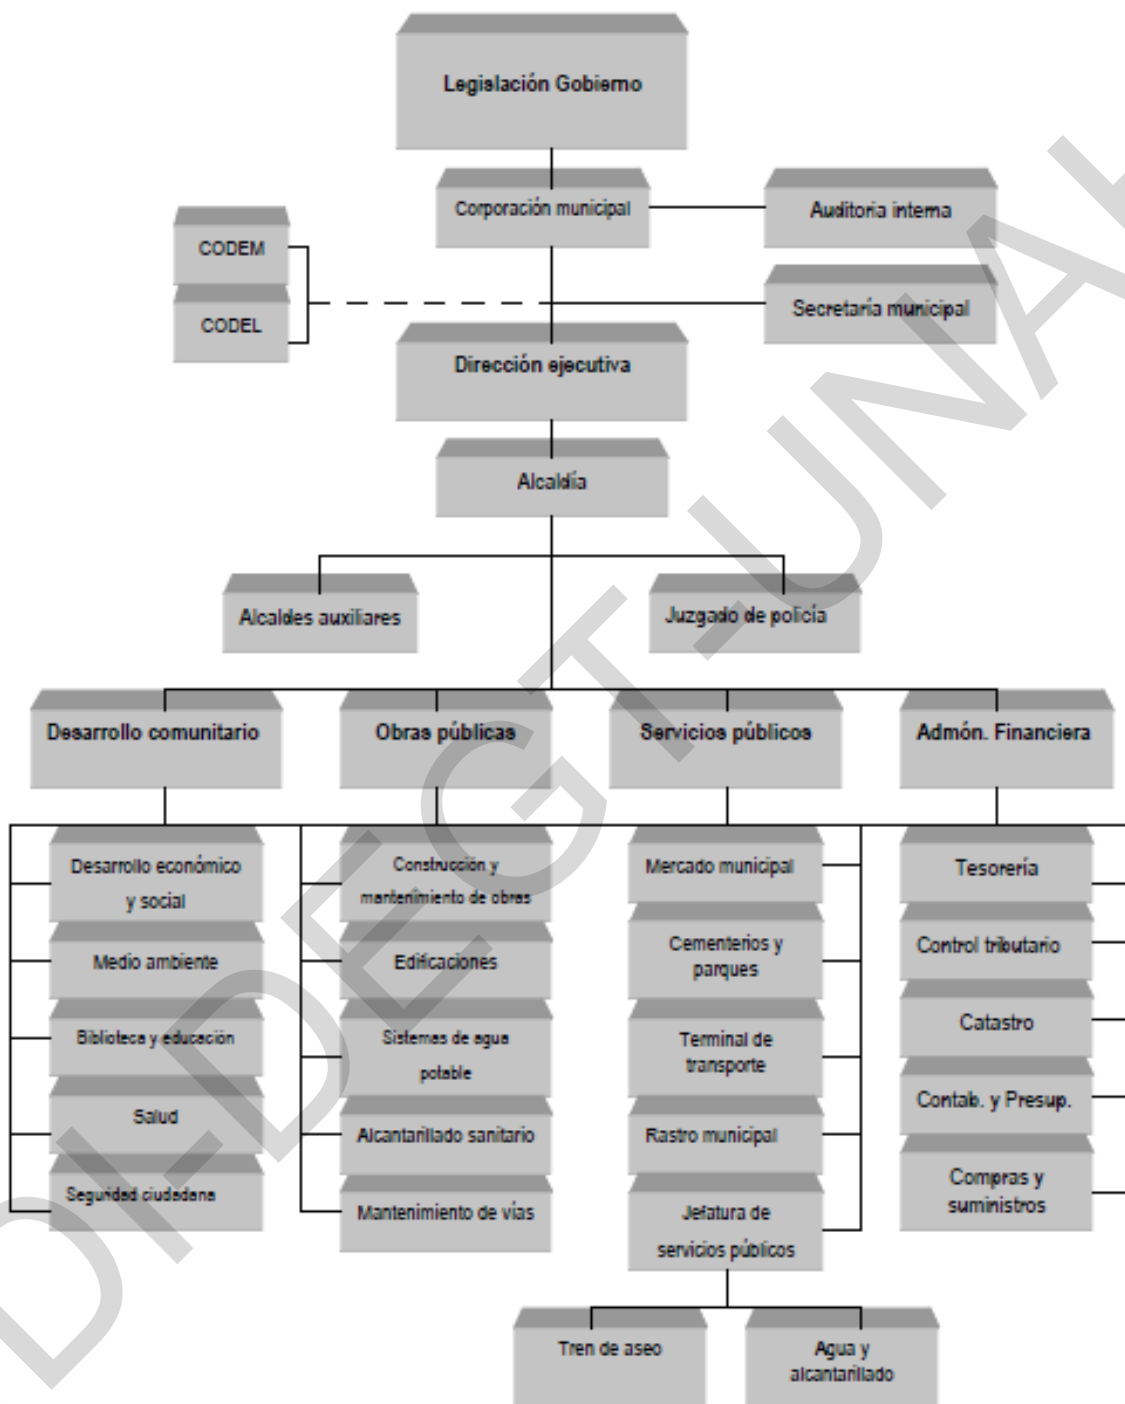 Legislación Gobierno
Corporación municipal
Auditoria interna
CODEM
CODEL
Secretaría municipal
Dirección ejecutiva
Alcaldía
Alcaldes auxiliares
Juzgado de policía
Desarrollo comunitario
Obras públicas
Servicios públicos
Admón. Financiera
Desarrollo económico
y social
Medio ambiente
Biblioteca y educación
Salud
Seguridad ciudadana
Construcción y
mantenimiento de obras
Edificaciones
Sistemas de agua
potable
Alcantarillado sanitario
Mantenimiento de vías
Mercado municipal
Cementerios y
parques
Terminal de
transporte
Rastro municipal
Jefatura de
servicios públicos
Tesorería
Control tributario
Catastro
Contab. y Presup.
Compras y
suministros
Tren de aseo
Agua y
alcantarillado
DI-DEGT-UNAH